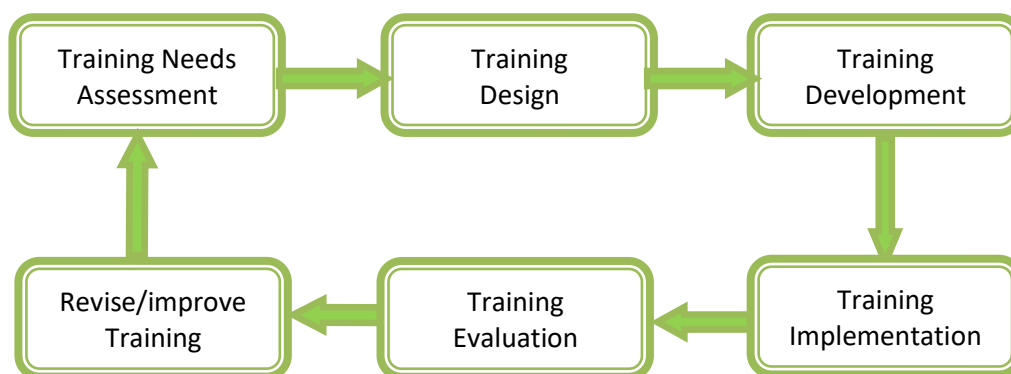 Training Needs
Assessment
Training
Design
Training
Development
Revise/improve
Training
Training
Evaluation
Training
Implementation